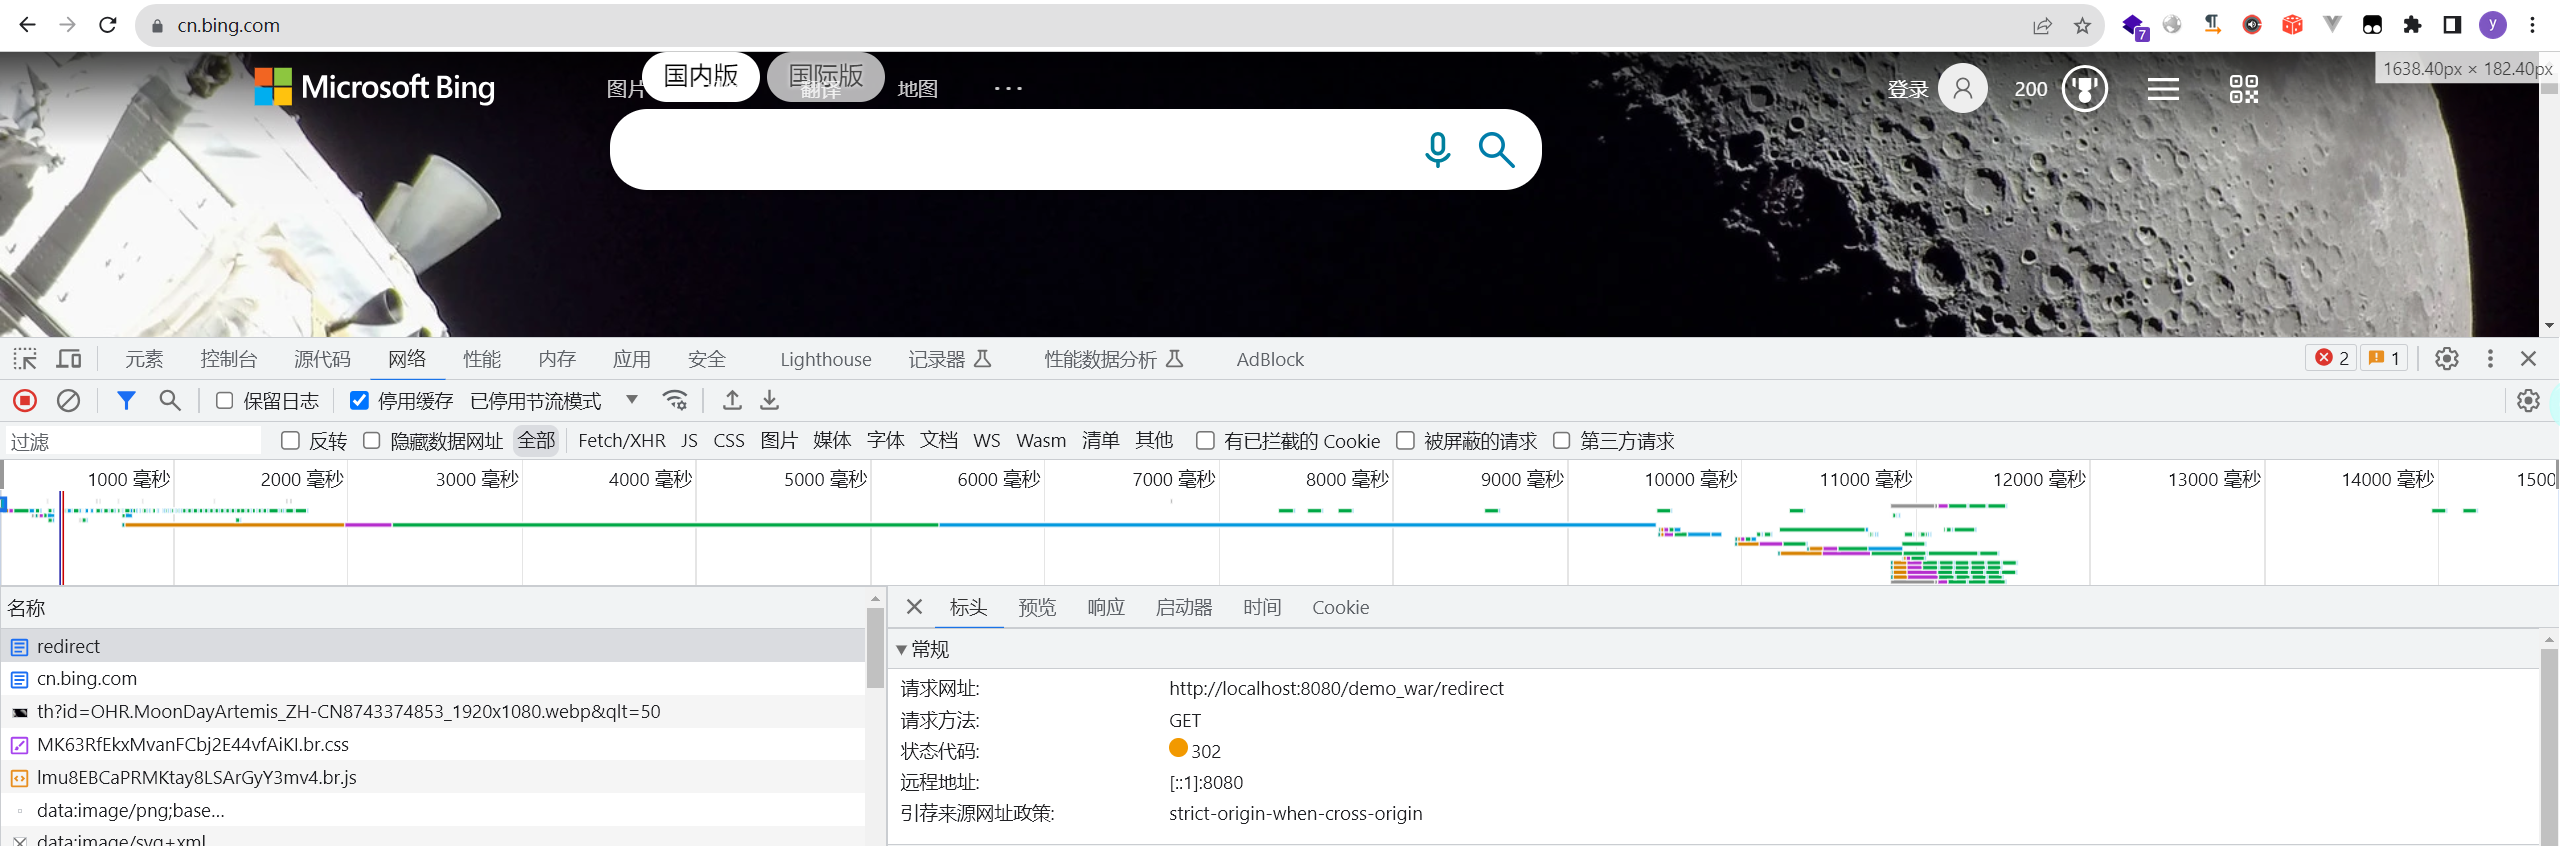 cn.bing.com
7
y
Microsoft Bing
图片
国内版
国际版
翻译
地图
登录
200
1638.40px × 182.40px
元素 控制台 源代码 网络 性能 内存 应用 安全 Lighthouse 记录器 性能数据分析 AdBlock
2
1
保留日志 停用缓存 已停用节流模式
过滤 反转 隐藏数据网址 全部 Fetch/XHR JS CSS 图片 媒体 字体 文档 WS Wasm 清单 其他 有已拦截的 Cookie 被屏蔽的请求 第三方请求
1000 毫秒 2000 毫秒 3000 毫秒 4000 毫秒 5000 毫秒 6000 毫秒 7000 毫秒 8000 毫秒 9000 毫秒 10000 毫秒 11000 毫秒 12000 毫秒 13000 毫秒 14000 毫秒 1500
名称
redirect
cn.bing.com
th?id=OHR.MoonDayArtemis_ZH-CN8743374853_1920x1080.webp&qlt=50
MK63RfEkxMvanFCbj2E44vfAiKI.br.css
lmu8EBCaPRMKtay8LSArGyY3mv4.br.js
data:image/png;base...
data:image/svg+xml
标头 预览 响应 启动器 时间 Cookie
常规
请求网址: http://localhost:8080/demo_war/redirect
请求方法: GET
状态代码: 302
远程地址: [::1]:8080
引荐来源网址政策: strict-origin-when-cross-origin